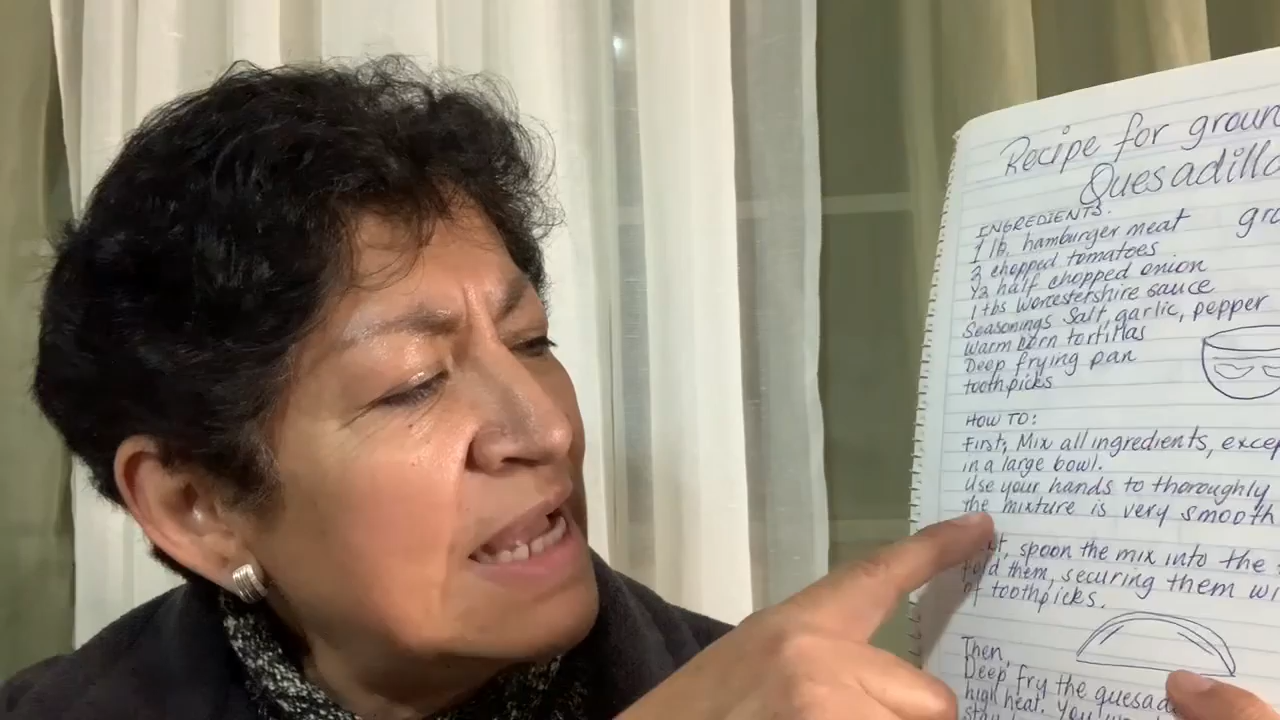 Recipe for groun
Quesadilla
INGREDIENTS.
1 lb. hamburger meat
3 chopped tomatoes
1/2 half chopped onion
1 tbs Worcestershire sauce
Seasonings Salt, garlic, pepper
warm corn tortillas
Deep frying pan
toothpicks
gro
HOW TO:
First, Mix all ingredients, excep
in a large bowl.
Use your hands to thoroughly
the mixture is very smooth
spoon the mix into the
fold them, securing them wi
of toothpicks.
Then,
Deep fry the quesad
high heat. You